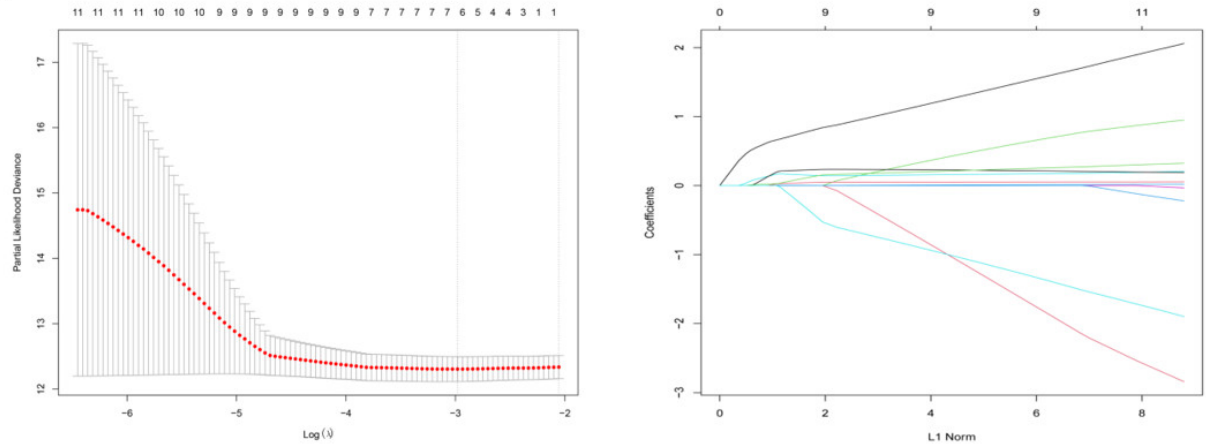 11 11 11 11 10 10 10 9 9 9 9 9 9 9 9 7 7 7 7 7 6 5 4 4 3 1 1
17
16
15
14
13
12
Partial Likelihood Deviance
−6 −5 −4 −3 −2
Log (λ)
0 9 9 9 11
2
1
0
−1
−2
−3
Coefficients
0 2 4 6 8
L1 Norm